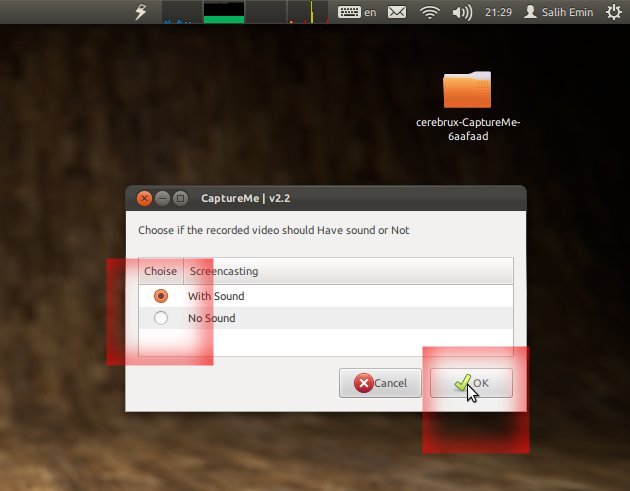 en
21:29
Salih Emin
cerebrux-CaptureMe-
6aafaad
CaptureMe | v2.2
Choose if the recorded video should Have sound or Not
Choise
Screencasting
With Sound
No Sound
Cancel
OK